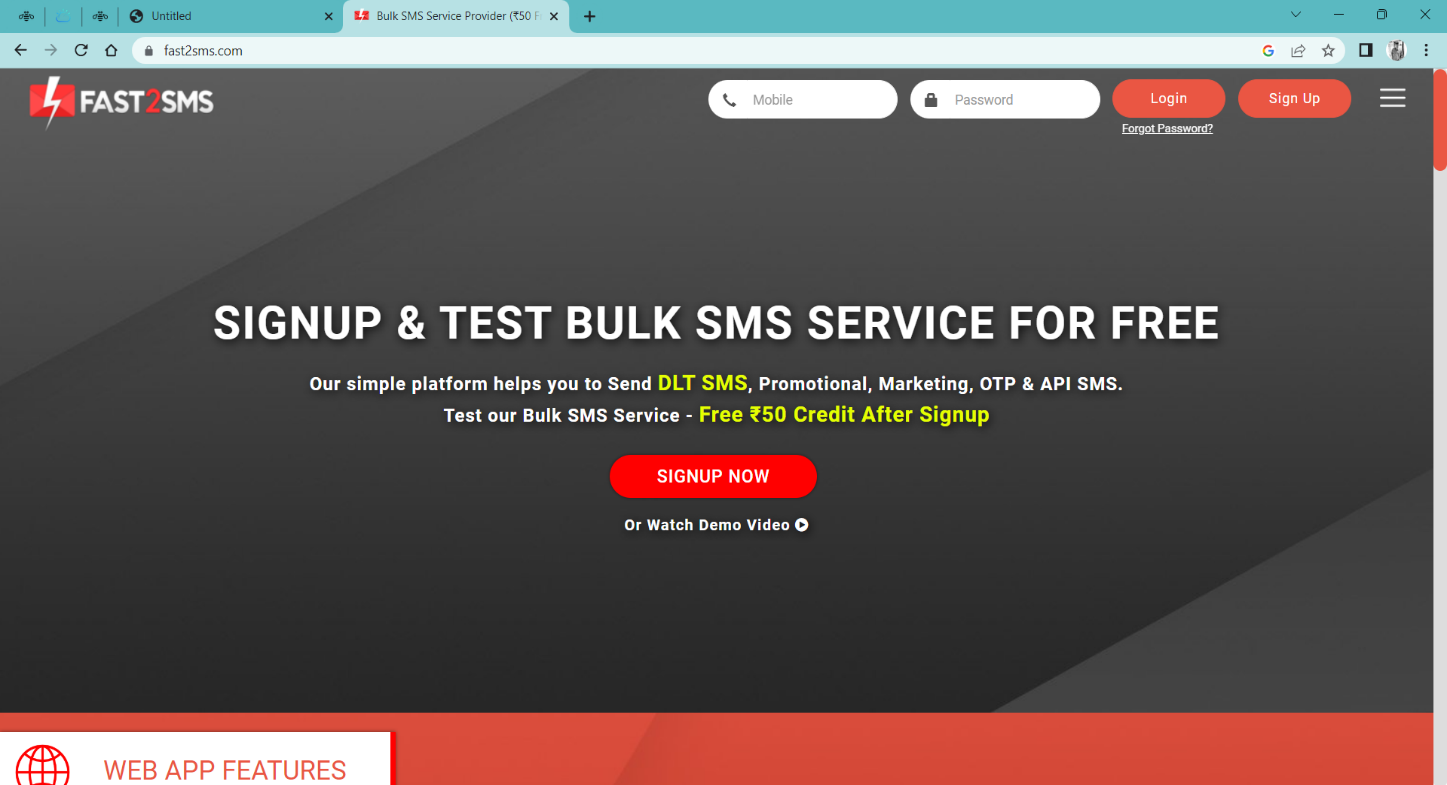 Untitled
Bulk SMS Service Provider (₹50 F
fast2sms.com
FAST2SMS
Mobile
Password
Login
Sign Up
Forgot Password?
SIGNUP & TEST BULK SMS SERVICE FOR FREE
Our simple platform helps you to Send DLT SMS, Promotional, Marketing, OTP & API SMS.
Test our Bulk SMS Service - Free ₹50 Credit After Signup
SIGNUP NOW
Or Watch Demo Video
WEB APP FEATURES